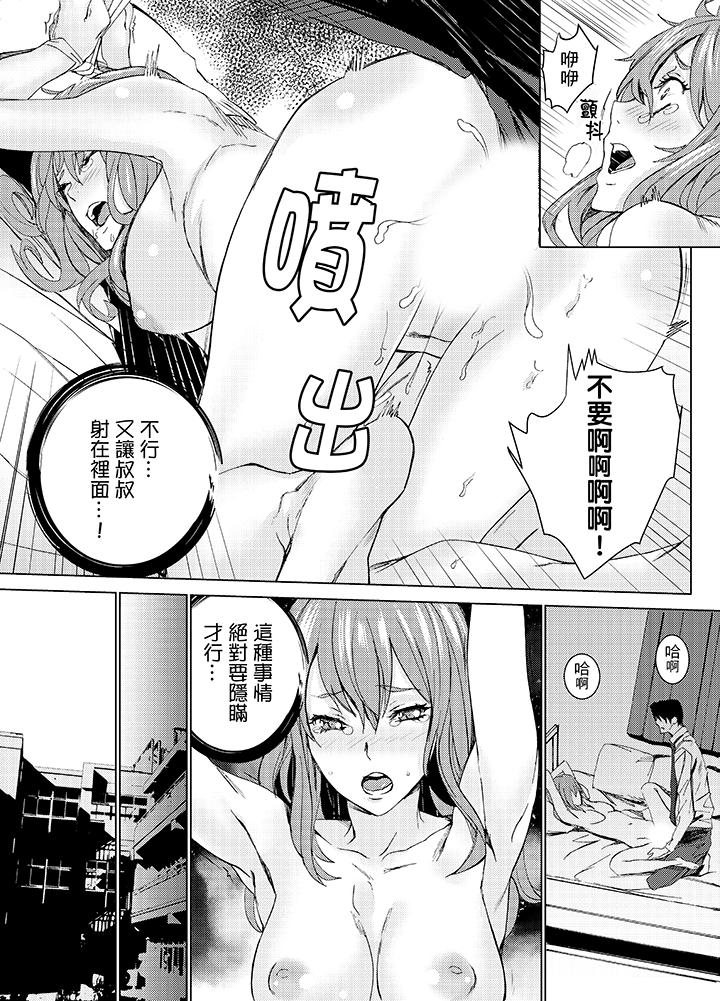 咿咿
顫抖
噴出
不要啊啊啊啊！
不行…
又讓叔叔
射在裡面…！
哈啊
哈啊
這種事情
絕對要隱瞞
才行…